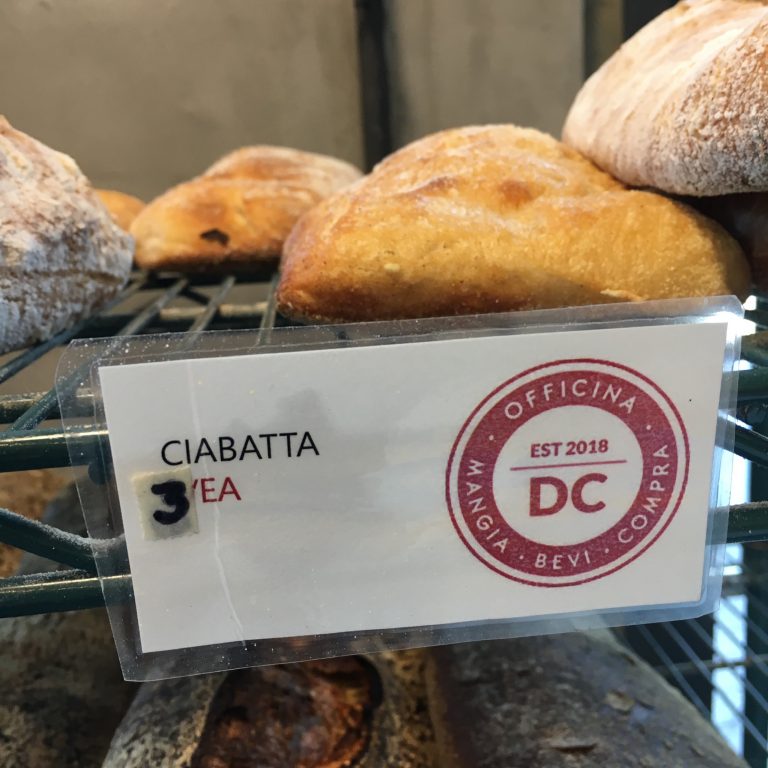 CIABATTA
3/EA
OFFICINA
EST 2018
DC
MANGIA · BEVI · COMPRA